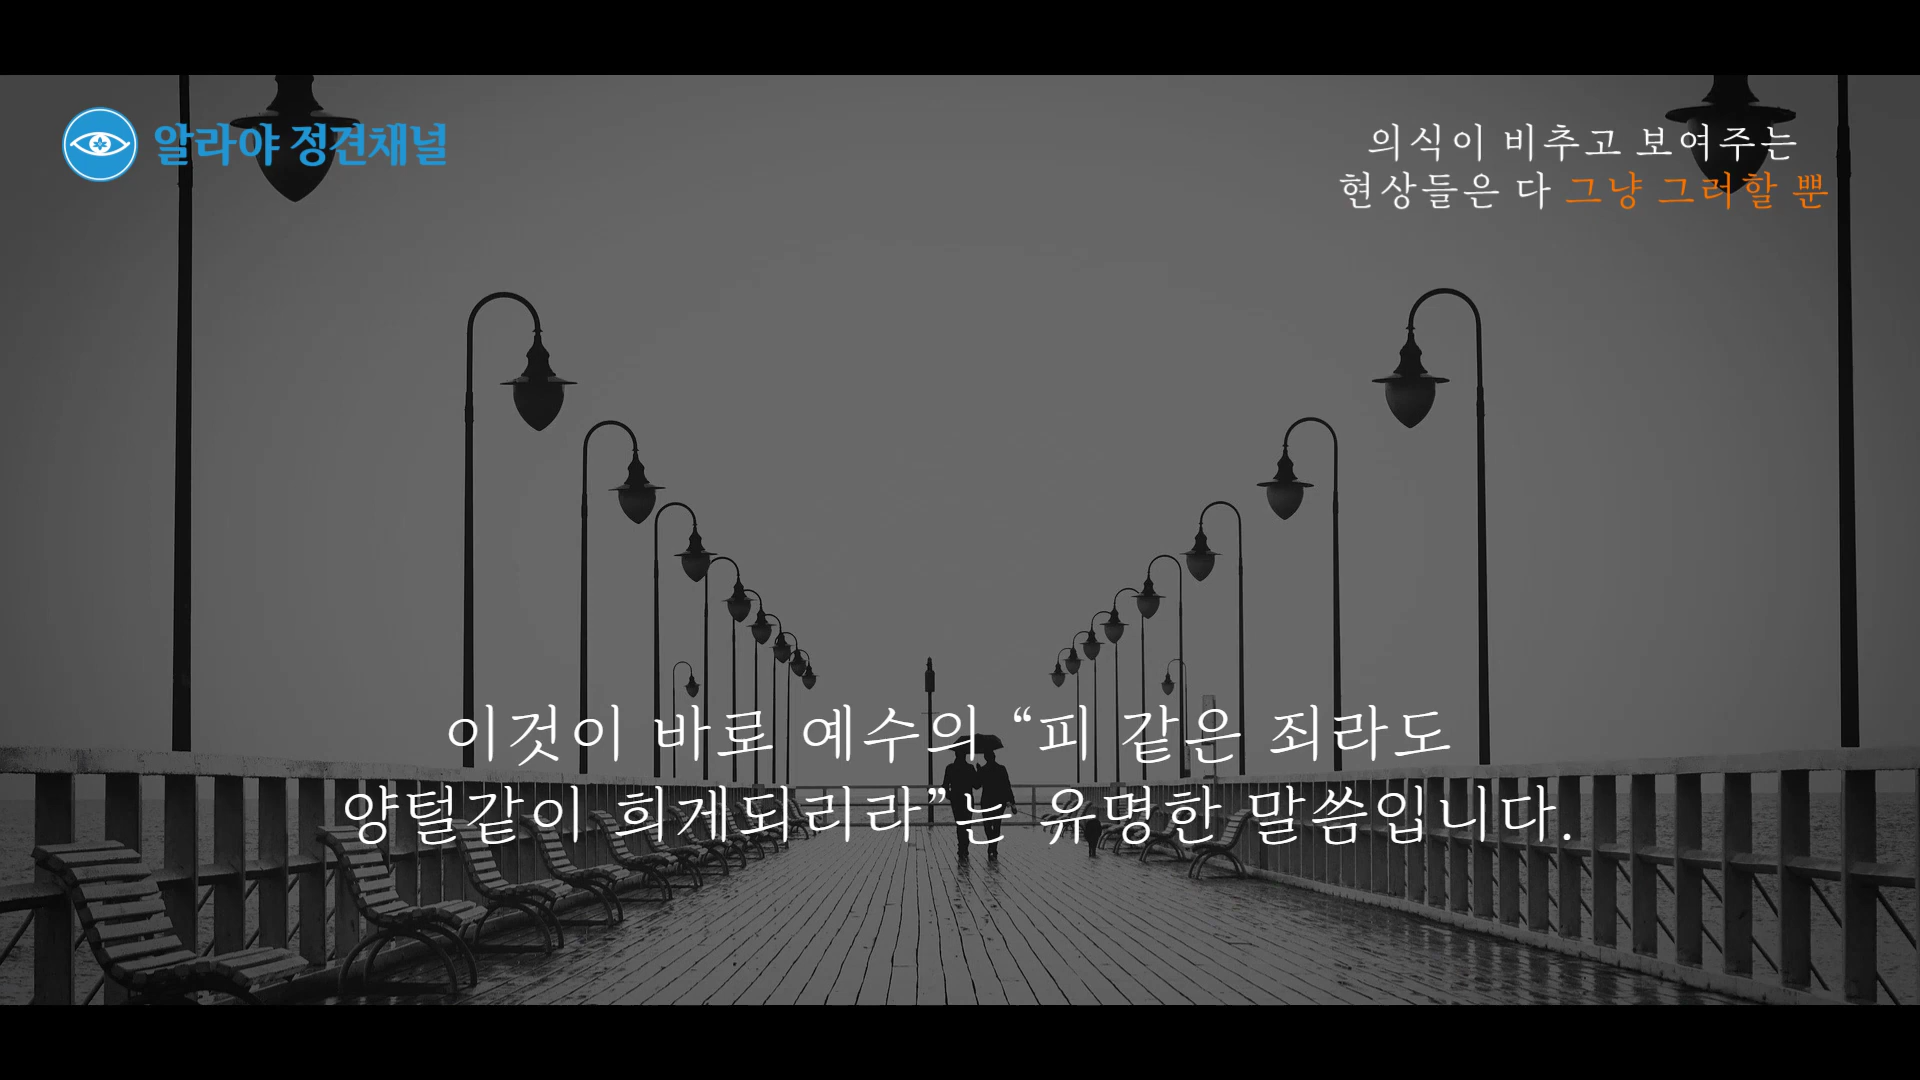 알라야 정견채널
의식이 비추고 보여주는
현상들은 다 그냥 그러할 뿐
이것이 바로 예수의 “피 같은 죄라도
양털같이 희게되리라”는 유명한 말씀입니다.